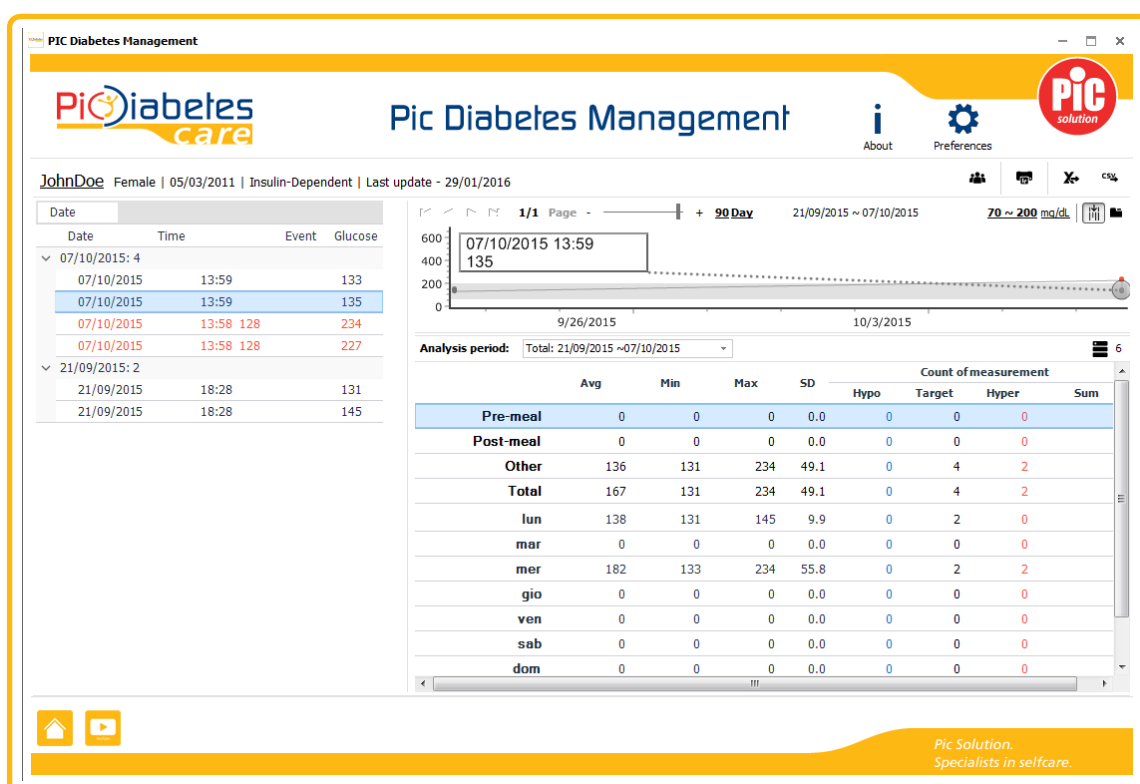 PIC Diabetes Management
PiCDiabetes
care
Pic Diabetes Management
About
Preferences
PiC
solution
JohnDoe Female | 05/03/2011 | Insulin-Dependent | Last update - 29/01/2016
CSV
Date
Date Time Event Glucose
07/10/2015: 4
07/10/2015 13:59 133
07/10/2015 13:59 135
07/10/2015 13:58 128 234
07/10/2015 13:58 128 227
21/09/2015: 2
21/09/2015 18:28 131
21/09/2015 18:28 145
1/1 Page - + 90 Day 21/09/2015 ~ 07/10/2015 70 ~ 200 mg/dL
600
400
200
0
07/10/2015 13:59
135
9/26/2015 10/3/2015
Analysis period: Total: 21/09/2015 ~07/10/2015 6
Avg Min Max SD Count of measurement
Hypo Target Hyper Sum
Pre-meal 0 0 0 0.0 0 0 0
Post-meal 0 0 0 0.0 0 0 0
Other 136 131 234 49.1 0 4 2
Total 167 131 234 49.1 0 4 2
lun 138 131 145 9.9 0 2 0
mar 0 0 0 0.0 0 0 0
mer 182 133 234 55.8 0 2 2
gio 0 0 0 0.0 0 0 0
ven 0 0 0 0.0 0 0 0
sab 0 0 0 0.0 0 0 0
dom 0 0 0 0.0 0 0 0
Pic Solution.
Specialists in selfcare.